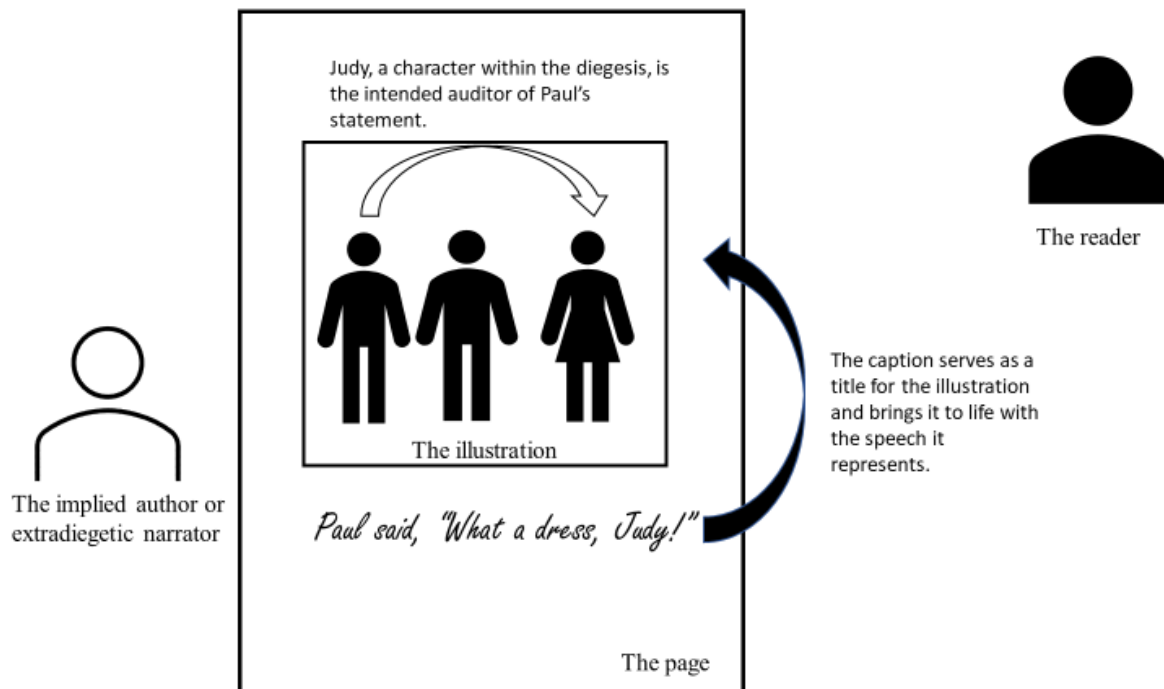 Judy, a character within the diegesis, is
the intended auditor of Paul's
statement.
The reader
The illustration
The caption serves as a
title for the illustration
and brings it to life with
the speech it
represents.
The implied author or
extradiegetic narrator
Paul said, "What a dress, Judy!"
The page